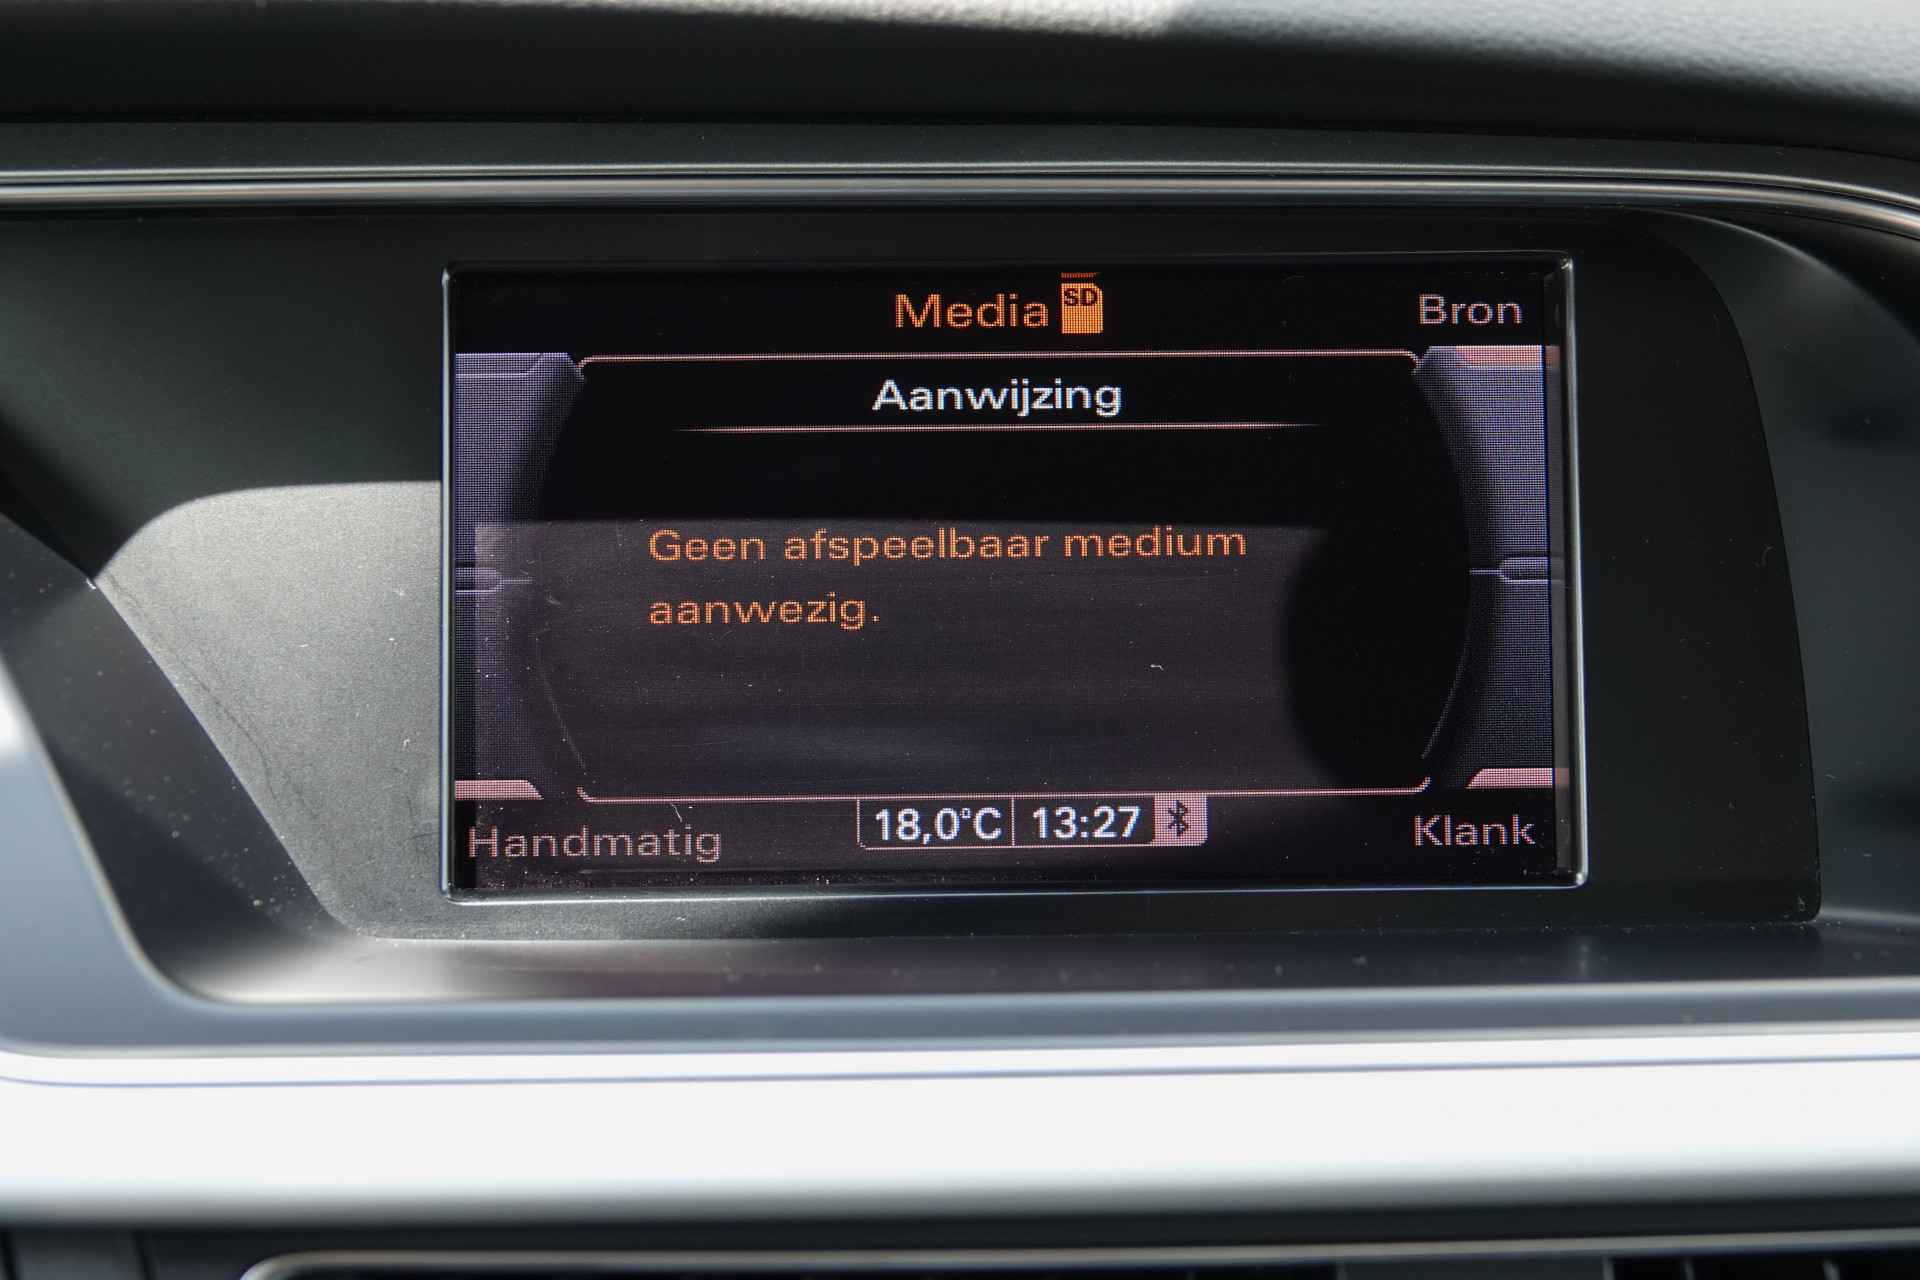 Media SD
Bron
Aanwijzing
Geen afspeelbaar medium
aanwezig.
Handmatig
18,0°C 13:27
Klank